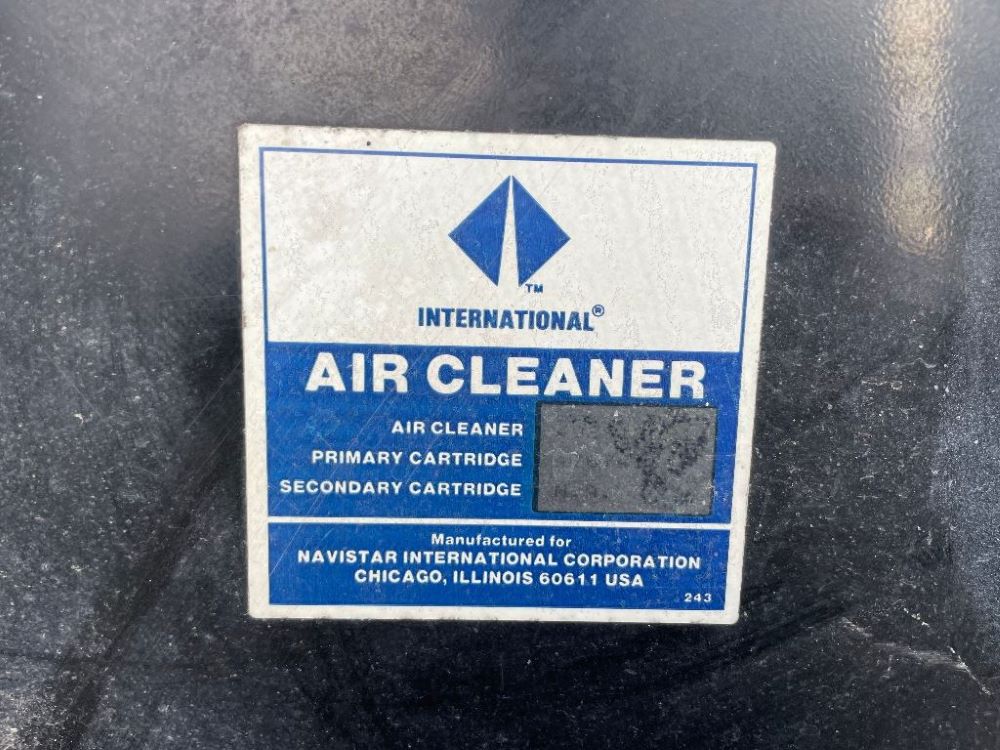 TM
INTERNATIONAL®
AIR CLEANER
AIR CLEANER
PRIMARY CARTRIDGE
SECONDARY CARTRIDGE
Manufactured for
NAVISTAR INTERNATIONAL CORPORATION
CHICAGO, ILLINOIS 60611 USA
243